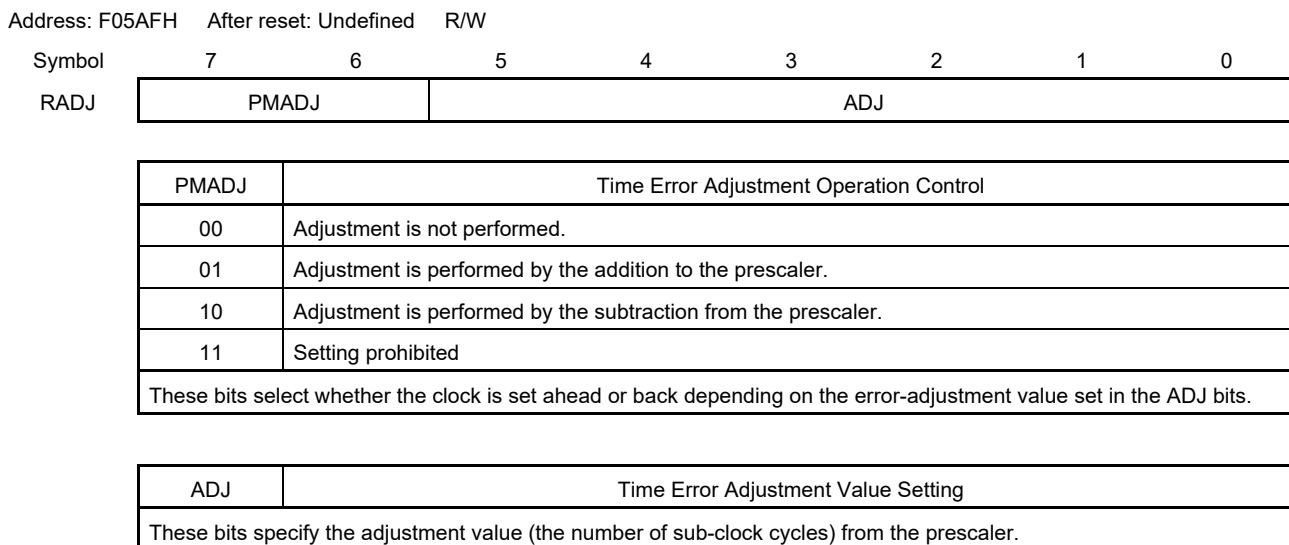 Address: F05AFH After reset: Undefined R/W
Symbol 7 6 5 4 3 2 1 0
RADJ PMADJ ADJ
PMADJ Time Error Adjustment Operation Control
00 Adjustment is not performed.
01 Adjustment is performed by the addition to the prescaler.
10 Adjustment is performed by the subtraction from the prescaler.
11 Setting prohibited
These bits select whether the clock is set ahead or back depending on the error-adjustment value set in the ADJ bits.
ADJ Time Error Adjustment Value Setting
These bits specify the adjustment value (the number of sub-clock cycles) from the prescaler.